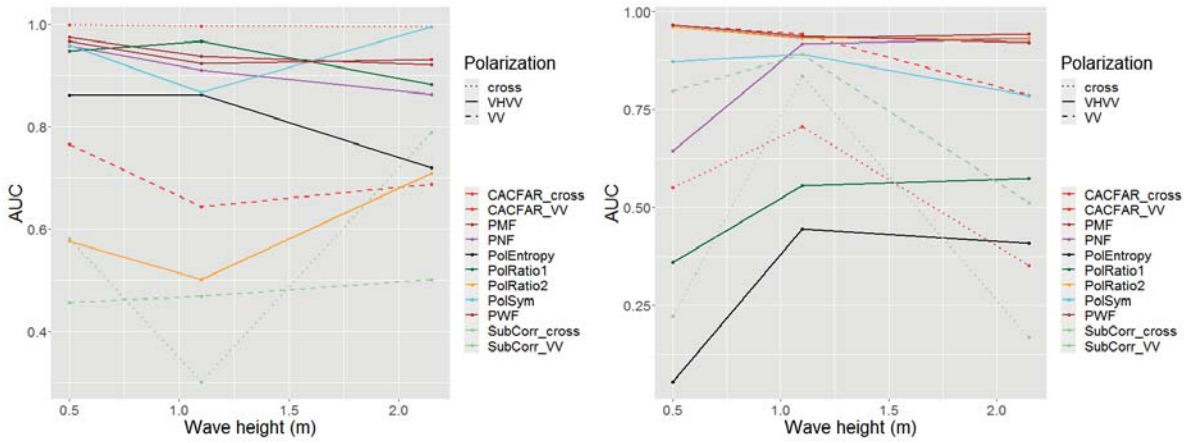 1.0
0.8
0.6
0.4
AUC
0.5
1.0
1.5
2.0
Wave height (m)
Polarization
cross
VHVV
VV
CACFAR_cross
CACFAR_VV
PMF
PNF
PolEntropy
PolRatio1
PolRatio2
PolSym
PWF
SubCorr_cross
SubCorr_VV
1.00
0.75
0.50
0.25
AUC
0.5
1.0
1.5
2.0
Wave height (m)
Polarization
cross
VHVV
VV
CACFAR_cross
CACFAR_VV
PMF
PNF
PolEntropy
PolRatio1
PolRatio2
PolSym
PWF
SubCorr_cross
SubCorr_VV